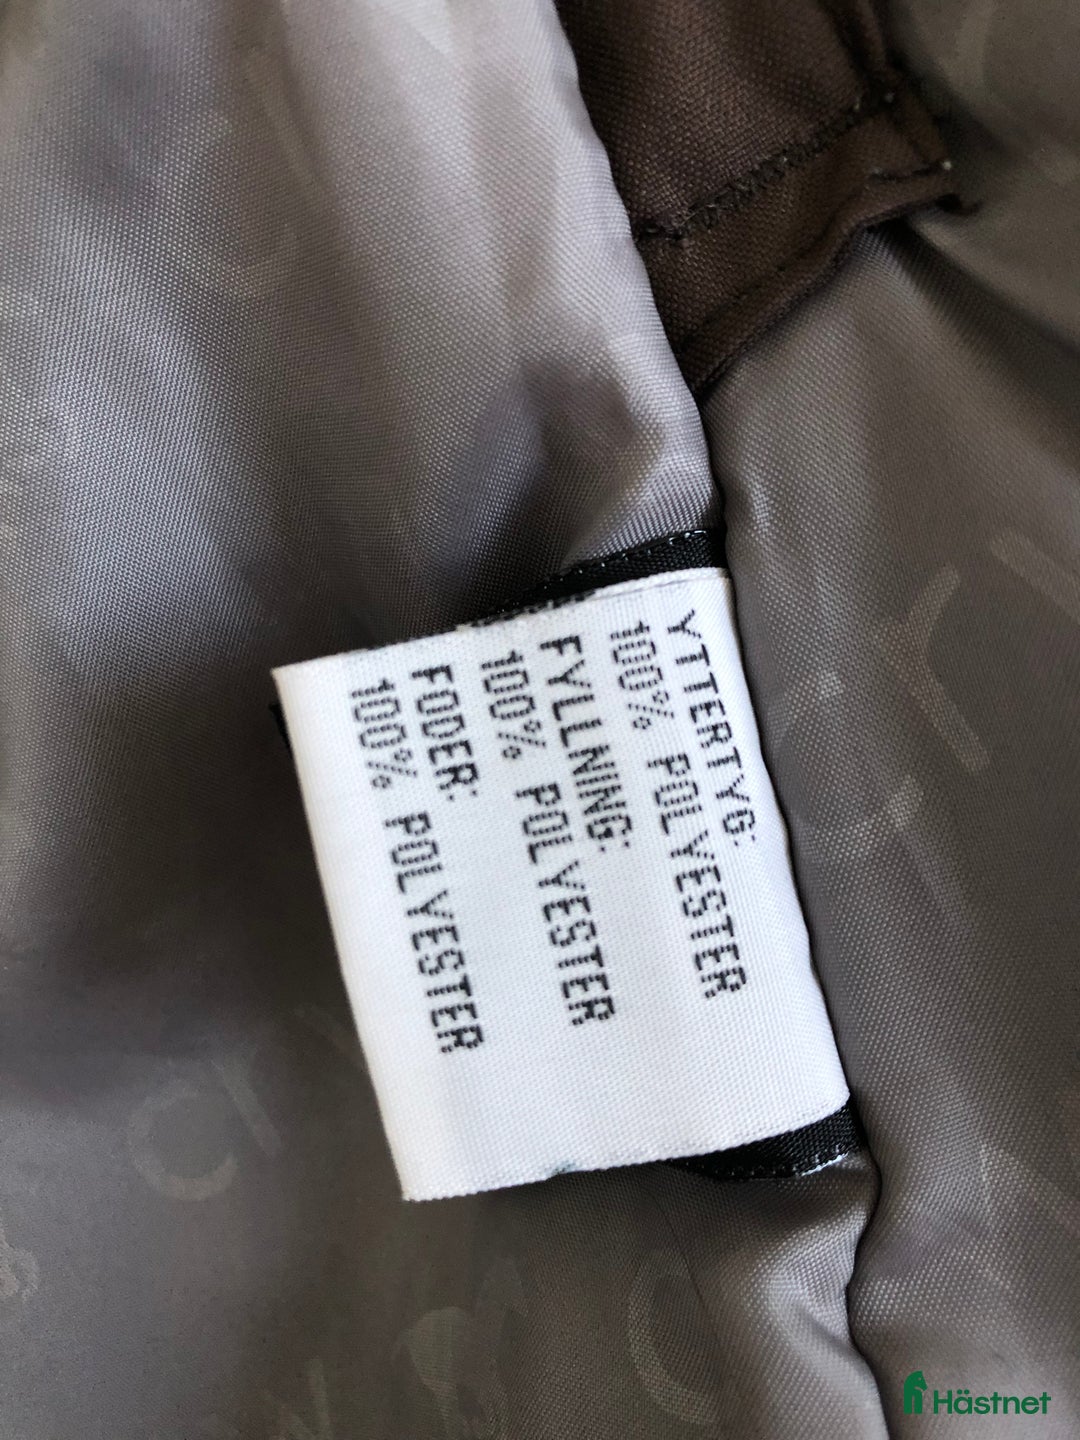 YTTERTYG:
100% POLYESTER
FYLLNING:
100% POLYESTER
FODER:
100% POLYESTER
Hästnet